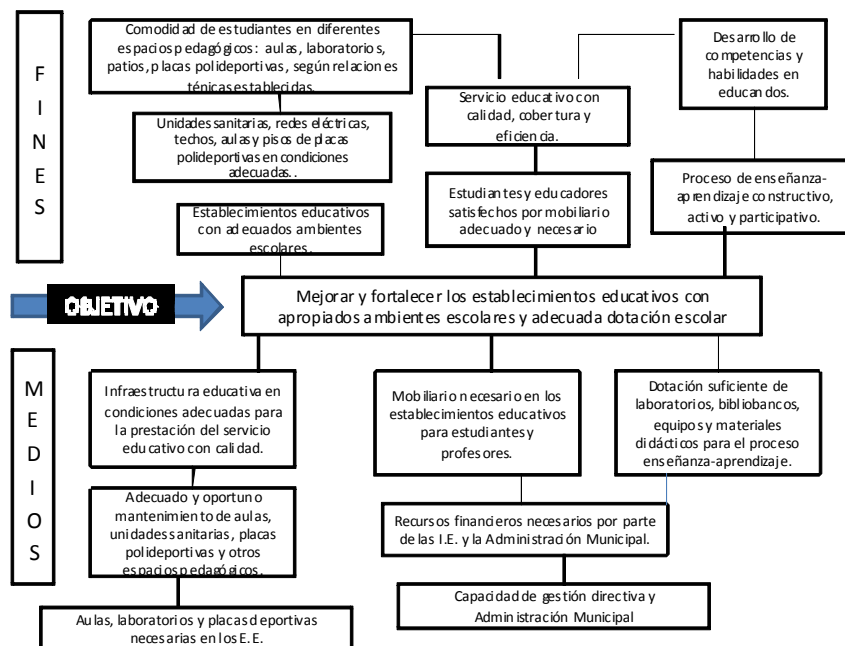 FINES
Comodidad de estudiantes en diferentes
espacios pedagógicos: aulas, laboratorios,
patios, placas polideportivas, según relaciones
ténicas establecidas.
Desarrollo de
competencias y
habilidades en
educandos.
Servicio educativo con
calidad, cobertura y
eficiencia.
Unidades sanitarias, redes eléctricas,
techos, aulas y pisos de placas
polideportivas en condiciones
adecuadas..
Estudiantes y educadores
satisfechos por mobiliario
adecuado y necesario
Proceso de enseñanza-
aprendizaje constructivo,
activo y participativo.
Establecimientos educativos
con adecuados ambientes
escolares.
OBJETIVO
Mejorar y fortalecer los establecimientos educativos con
apropiados ambientes escolares y adecuada dotación escolar
MEDIOS
Infraestructura educativa en
condiciones adecuadas para
la prestación del servicio
educativo con calidad.
Mobiliario necesario en los
establecimientos educativos
para estudiantes y
profesores.
Dotación suficiente de
laboratorios, bibliobancos,
equipos y materiales
didácticos para el proceso
enseñanza-aprendizaje.
Adecuado y oportuno
mantenimiento de aulas,
unidades sanitarias, placas
polideportivas y otros
espacios pedagógicos.
Recursos financieros necesarios por parte
de las I.E. y la Administración Municipal.
Capacidad de gestión directiva y
Administración Municipal
Aulas, laboratorios y placas deportivas
necesarias en los E.E.